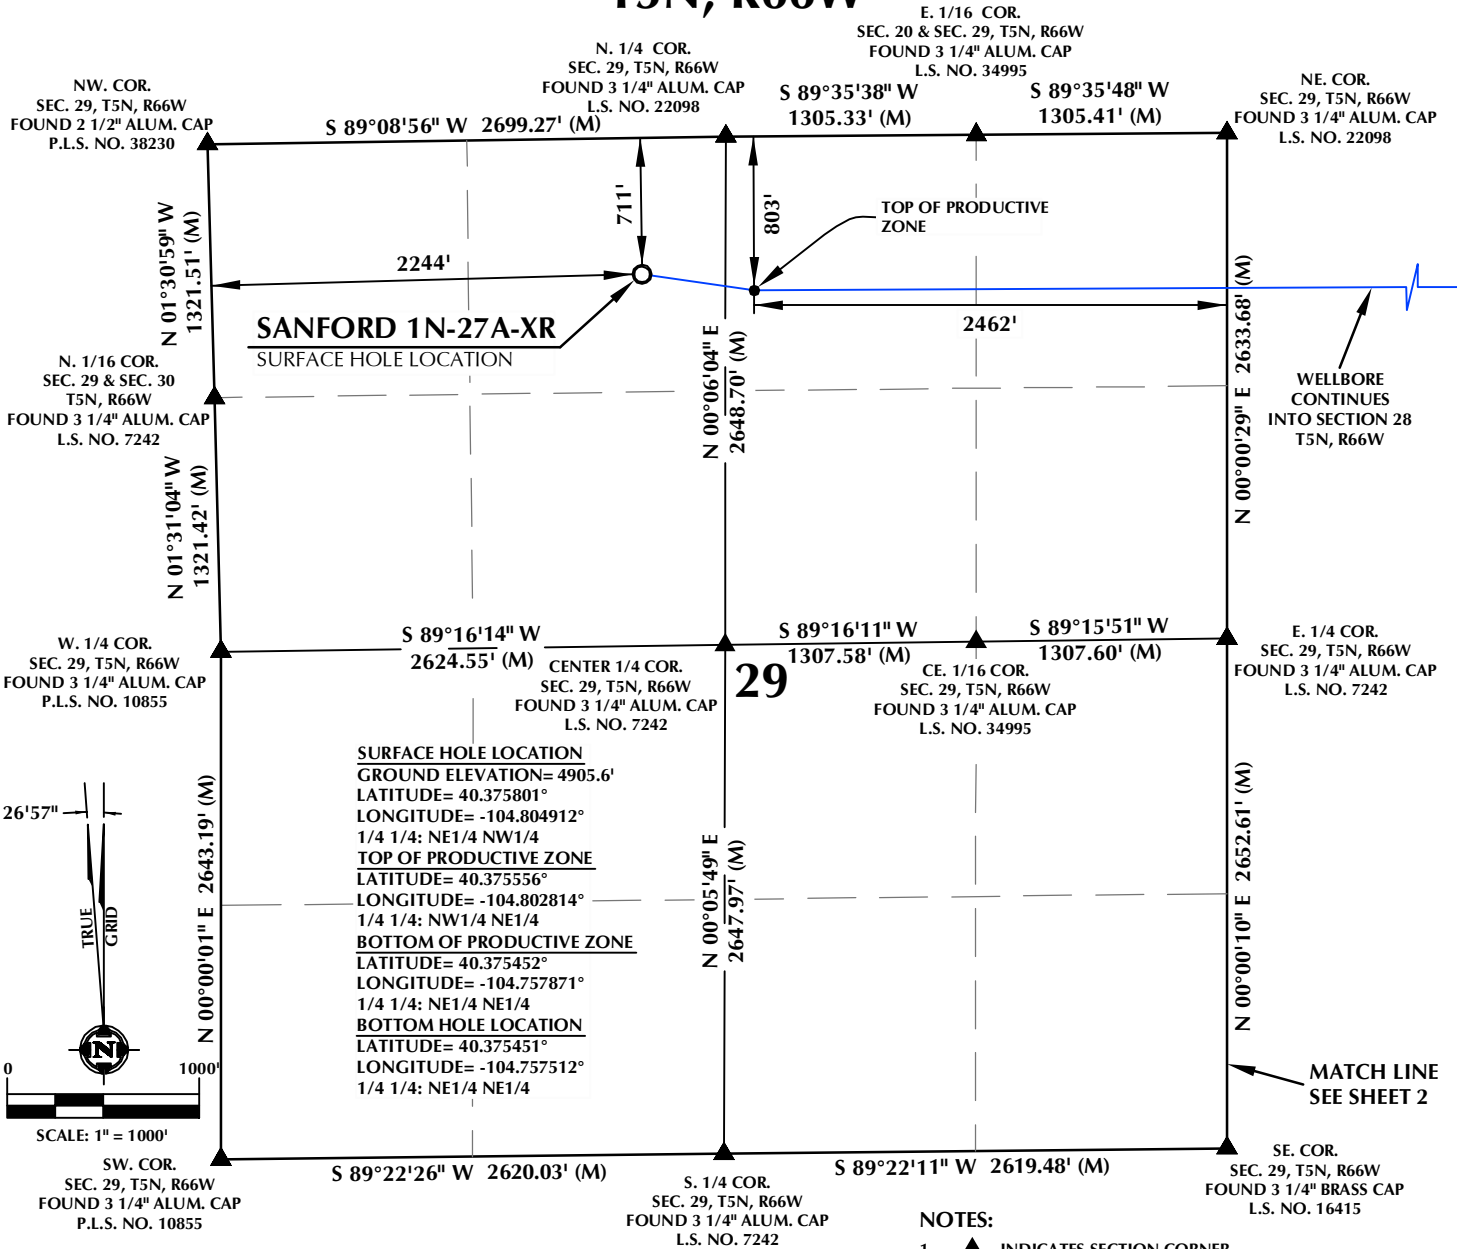 T5N, R66W
E. 1/16 COR.
SEC. 20 & SEC. 29, T5N, R66W
FOUND 3 1/4" ALUM. CAP
L.S. NO. 34995
N. 1/4 COR.
SEC. 29, T5N, R66W
FOUND 3 1/4" ALUM. CAP
L.S. NO. 22098
NW. COR.
SEC. 29, T5N, R66W
FOUND 2 1/2" ALUM. CAP
P.L.S. NO. 38230
NE. COR.
SEC. 29, T5N, R66W
FOUND 3 1/4" ALUM. CAP
L.S. NO. 22098
S 89°08'56" W 2699.27' (M)
S 89°35'38" W
1305.33' (M)
S 89°35'48" W
1305.41' (M)
N 01°30'59" W
1321.51' (M)
711'
803'
TOP OF PRODUCTIVE
ZONE
2244'
2462'
SANFORD 1N-27A-XR
SURFACE HOLE LOCATION
N 00°06'04" E
2648.70' (M)
N 00°00'29" E 2633.68' (M)
WELLBORE
CONTINUES
INTO SECTION 28
T5N, R66W
N. 1/16 COR.
SEC. 29 & SEC. 30
T5N, R66W
FOUND 3 1/4" ALUM. CAP
L.S. NO. 7242
N 01°31'04" W
1321.42' (M)
W. 1/4 COR.
SEC. 29, T5N, R66W
FOUND 3 1/4" ALUM. CAP
P.L.S. NO. 10855
S 89°16'14" W
2624.55' (M)
CENTER 1/4 COR.
SEC. 29, T5N, R66W
FOUND 3 1/4" ALUM. CAP
L.S. NO. 7242
29
S 89°16'11" W
1307.58' (M)
CE. 1/16 COR.
SEC. 29, T5N, R66W
FOUND 3 1/4" ALUM. CAP
L.S. NO. 34995
S 89°15'51" W
1307.60' (M)
E. 1/4 COR.
SEC. 29, T5N, R66W
FOUND 3 1/4" ALUM. CAP
L.S. NO. 7242
SURFACE HOLE LOCATION
GROUND ELEVATION= 4905.6'
LATITUDE= 40.375801°
LONGITUDE= -104.804912°
1/4 1/4: NE1/4 NW1/4
TOP OF PRODUCTIVE ZONE
LATITUDE= 40.375556°
LONGITUDE= -104.802814°
1/4 1/4: NW1/4 NE1/4
BOTTOM OF PRODUCTIVE ZONE
LATITUDE= 40.375452°
LONGITUDE= -104.757871°
1/4 1/4: NE1/4 NE1/4
BOTTOM HOLE LOCATION
LATITUDE= 40.375451°
LONGITUDE= -104.757512°
1/4 1/4: NE1/4 NE1/4
26'57"
TRUE
GRID
N
0 1000'
SCALE: 1" = 1000'
N 00°00'01" E 2643.19' (M)
N 00°05'49" E
2647.97' (M)
N 00°00'10" E 2652.61' (M)
MATCH LINE
SEE SHEET 2
SW. COR.
SEC. 29, T5N, R66W
FOUND 3 1/4" ALUM. CAP
P.L.S. NO. 10855
S 89°22'26" W 2620.03' (M)
S. 1/4 COR.
SEC. 29, T5N, R66W
FOUND 3 1/4" ALUM. CAP
L.S. NO. 7242
S 89°22'11" W 2619.48' (M)
SE. COR.
SEC. 29, T5N, R66W
FOUND 3 1/4" BRASS CAP
L.S. NO. 16415
NOTES:
1. INDICATES SECTION CORNER